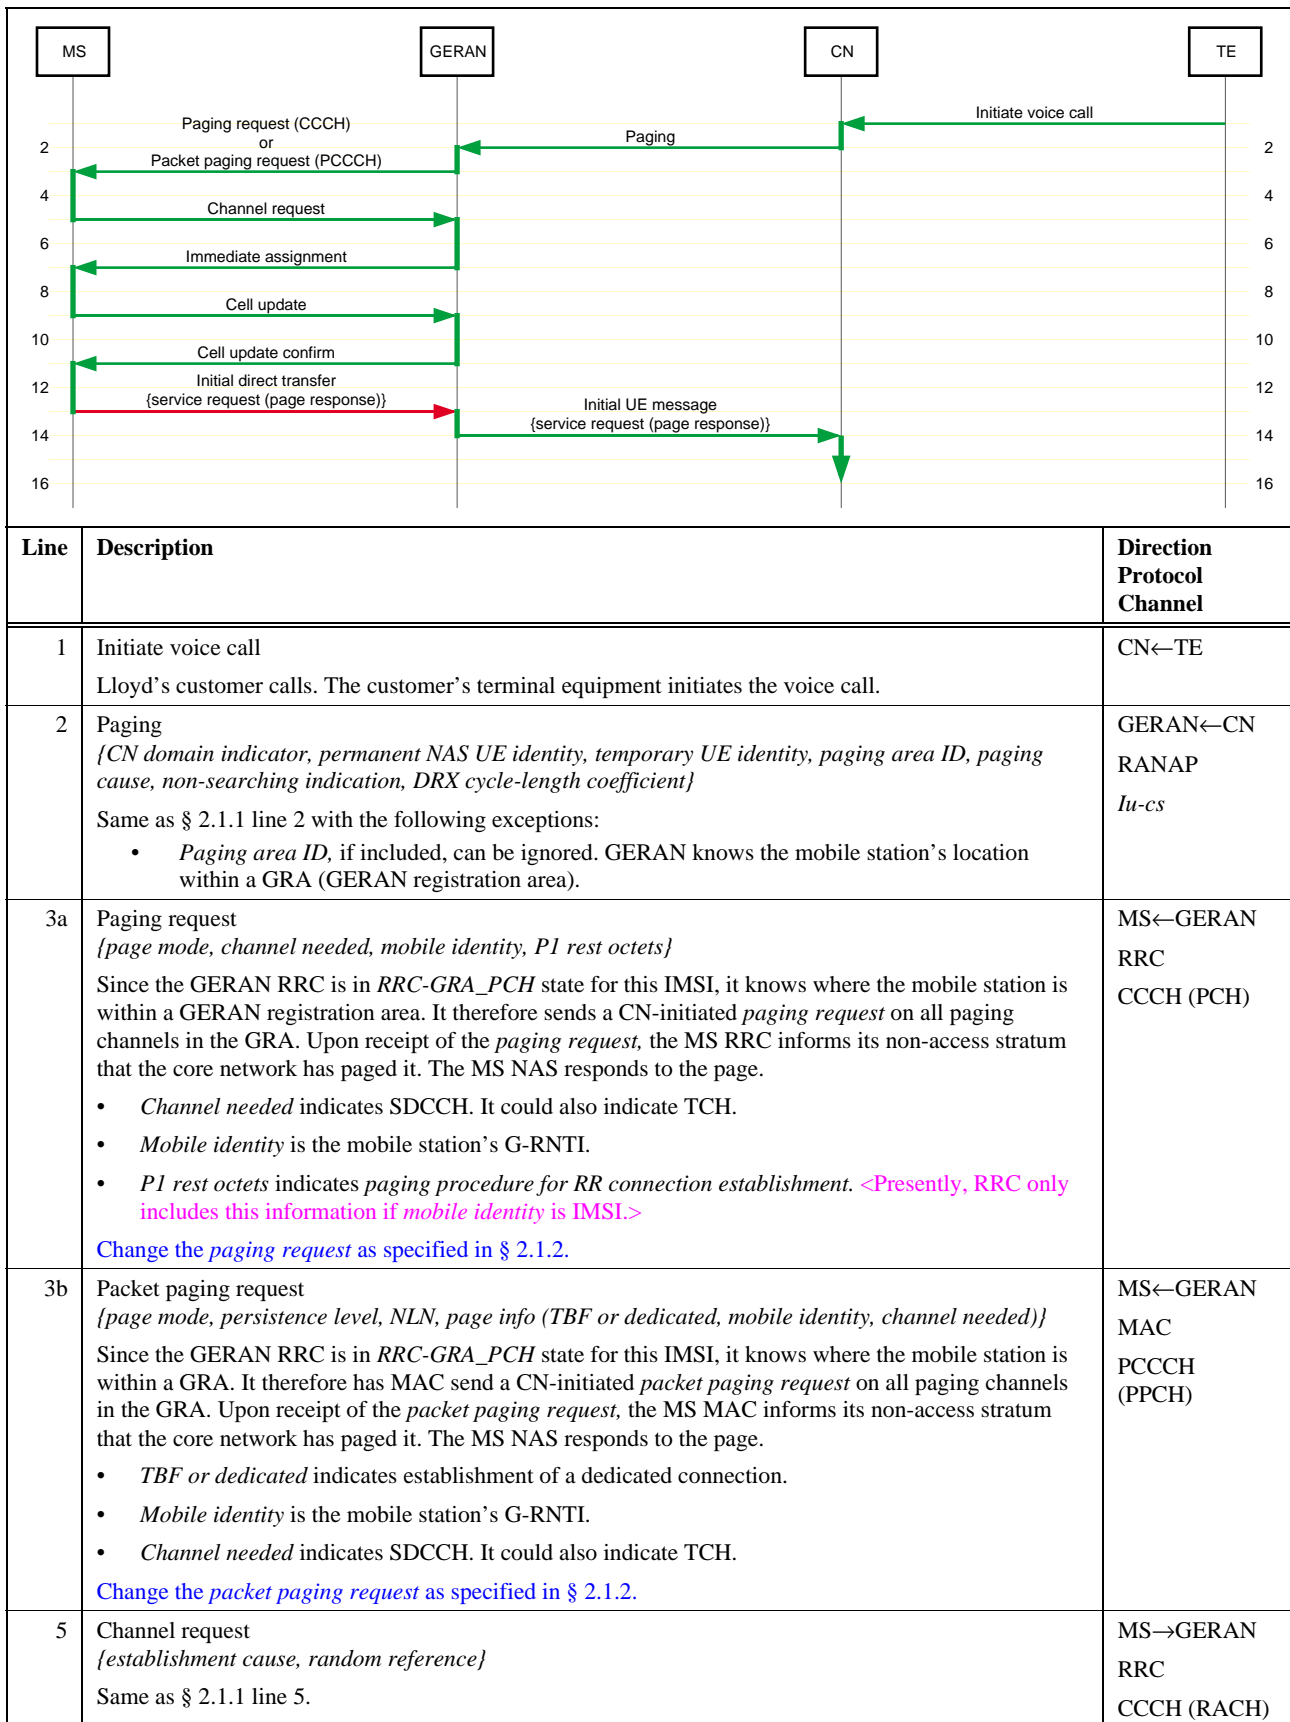 MS
GERAN
CN
TE
Initiate voice call
Paging request (CCCH)
or
Packet paging request (PCCCH)
Paging
2
2
4
4
Channel request
6
6
Immediate assignment
8
8
Cell update
10
10
Cell update confirm
12
12
Initial direct transfer
{service request (page response)}
Initial UE message
{service request (page response)}
14
14
16
16
Line
Description
Direction
Protocol
Channel
1
Initiate voice call
Lloyd’s customer calls. The customer’s terminal equipment initiates the voice call.
CN←TE
2
Paging
{CN domain indicator, permanent NAS UE identity, temporary UE identity, paging area ID, paging
cause, non-searching indication, DRX cycle-length coefficient}
Same as § 2.1.1 line 2 with the following exceptions:
• Paging area ID, if included, can be ignored. GERAN knows the mobile station’s location
within a GRA (GERAN registration area).
GERAN←CN
RANAP
Iu-cs
3a
Paging request
{page mode, channel needed, mobile identity, P1 rest octets}
Since the GERAN RRC is in RRC-GRA_PCH state for this IMSI, it knows where the mobile station is
within a GERAN registration area. It therefore sends a CN-initiated paging request on all paging
channels in the GRA. Upon receipt of the paging request, the MS RRC informs its non-access stratum
that the core network has paged it. The MS NAS responds to the page.
• Channel needed indicates SDCCH. It could also indicate TCH.
• Mobile identity is the mobile station’s G-RNTI.
• P1 rest octets indicates paging procedure for RR connection establishment. <Presently, RRC only
includes this information if mobile identity is IMSI.>
Change the paging request as specified in § 2.1.2.
MS←GERAN
RRC
CCCH (PCH)
3b
Packet paging request
{page mode, persistence level, NLN, page info (TBF or dedicated, mobile identity, channel needed)}
Since the GERAN RRC is in RRC-GRA_PCH state for this IMSI, it knows where the mobile station is
within a GRA. It therefore has MAC send a CN-initiated packet paging request on all paging channels
in the GRA. Upon receipt of the packet paging request, the MS MAC informs its non-access stratum
that the core network has paged it. The MS NAS responds to the page.
• TBF or dedicated indicates establishment of a dedicated connection.
• Mobile identity is the mobile station’s G-RNTI.
• Channel needed indicates SDCCH. It could also indicate TCH.
Change the packet paging request as specified in § 2.1.2.
MS←GERAN
MAC
PCCCH
(PPCH)
5
Channel request
{establishment cause, random reference}
Same as § 2.1.1 line 5.
MS→GERAN
RRC
CCCH (RACH)